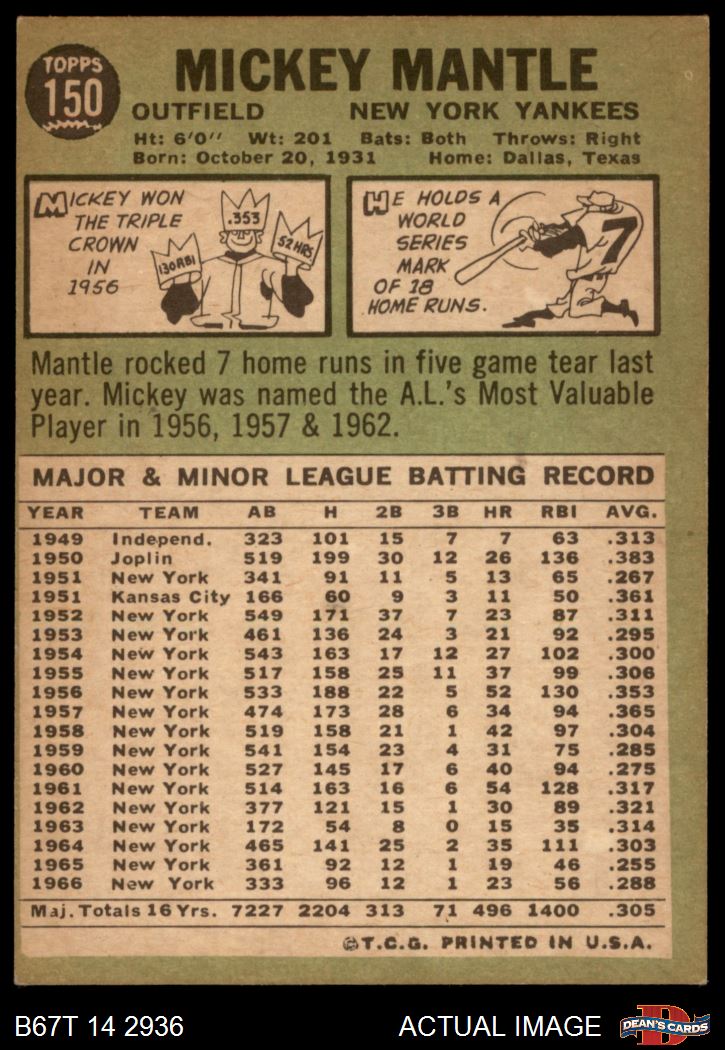 TOPPS
150
MICKEY MANTLE
OUTFIELD NEW YORK YANKEES
Ht: 6'0'' Wt: 201 Bats: Both Throws: Right
Born: October 20, 1931 Home: Dallas, Texas
MICKEY WON
THE TRIPLE
CROWN
IN
1956
.353
130 RBI
52 HRS
HE HOLDS A
WORLD
SERIES
MARK
OF 18
HOME RUNS.
7
Mantle rocked 7 home runs in five game tear last
year. Mickey was named the A.L.'s Most Valuable
Player in 1956, 1957 & 1962.
MAJOR & MINOR LEAGUE BATTING RECORD
YEAR TEAM AB H 2B 3B HR RBI AVG.
1949 Independ. 323 101 15 7 7 63 .313
1950 Joplin 519 199 30 12 26 136 .383
1951 New York 341 91 11 5 13 65 .267
1951 Kansas City 166 60 9 3 11 50 .361
1952 New York 549 171 37 7 23 87 .311
1953 New York 461 136 24 3 21 92 .295
1954 New York 543 163 17 12 27 102 .300
1955 New York 517 158 25 11 37 99 .306
1956 New York 533 188 22 5 52 130 .353
1957 New York 474 173 28 6 34 94 .365
1958 New York 519 158 21 1 42 97 .304
1959 New York 541 154 23 4 31 75 .285
1960 New York 527 145 17 6 40 94 .275
1961 New York 514 163 16 6 54 128 .317
1962 New York 377 121 15 1 30 89 .321
1963 New York 172 54 8 0 15 35 .314
1964 New York 465 141 25 2 35 111 .303
1965 New York 361 92 12 1 19 46 .255
1966 New York 333 96 12 1 23 56 .288
Maj. Totals 16 Yrs. 7227 2204 313 71 496 1400 .305
©T.C.G. PRINTED IN U.S.A.
B67T 14 2936 ACTUAL IMAGE
D
DEAN'S CARDS